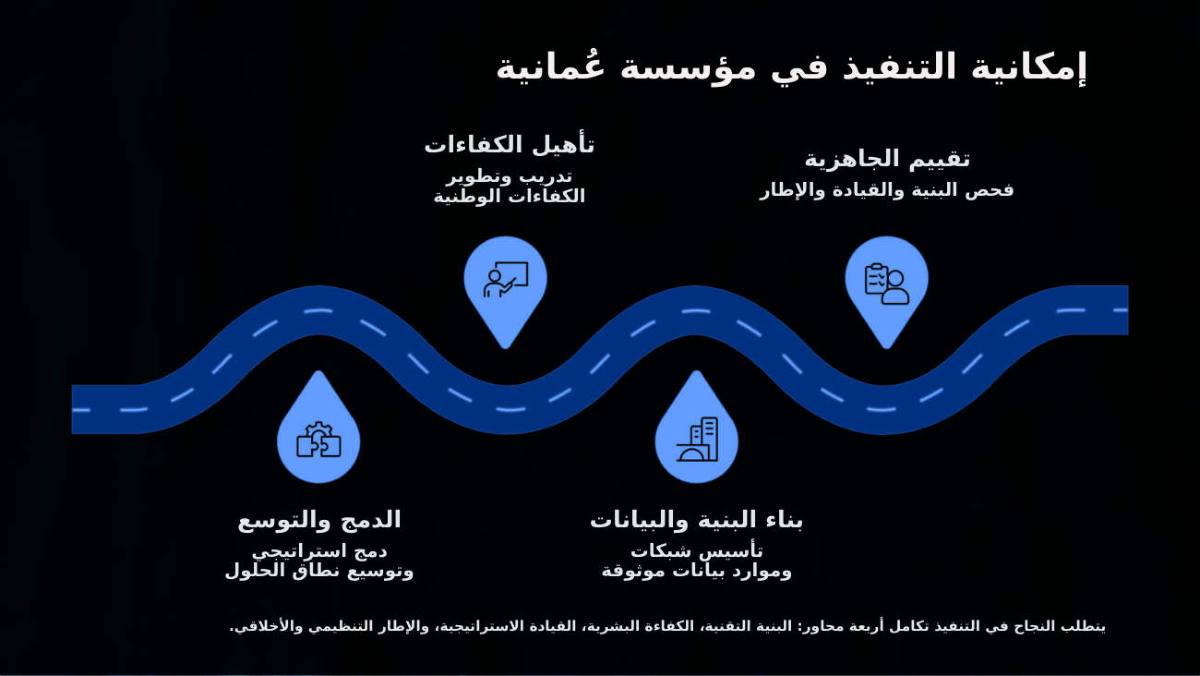 إمكانية التنفيذ في مؤسسة عُمانية
تقييم الجاهزية
فحص البنية والقيادة والإطار
بناء البنية والبيانات
تأسيس شبكات
وموارد بيانات موثوقة
تأهيل الكفاءات
تدريب وتطوير
الكفاءات الوطنية
الدمج والتوسع
دمج استراتيجي
وتوسيع نطاق الحلول
يتطلب النجاح في التنفيذ تكامل أربعة محاور: البنية التقنية، الكفاءة البشرية، القيادة الاستراتيجية، والإطار التنظيمي والأخلاقي.